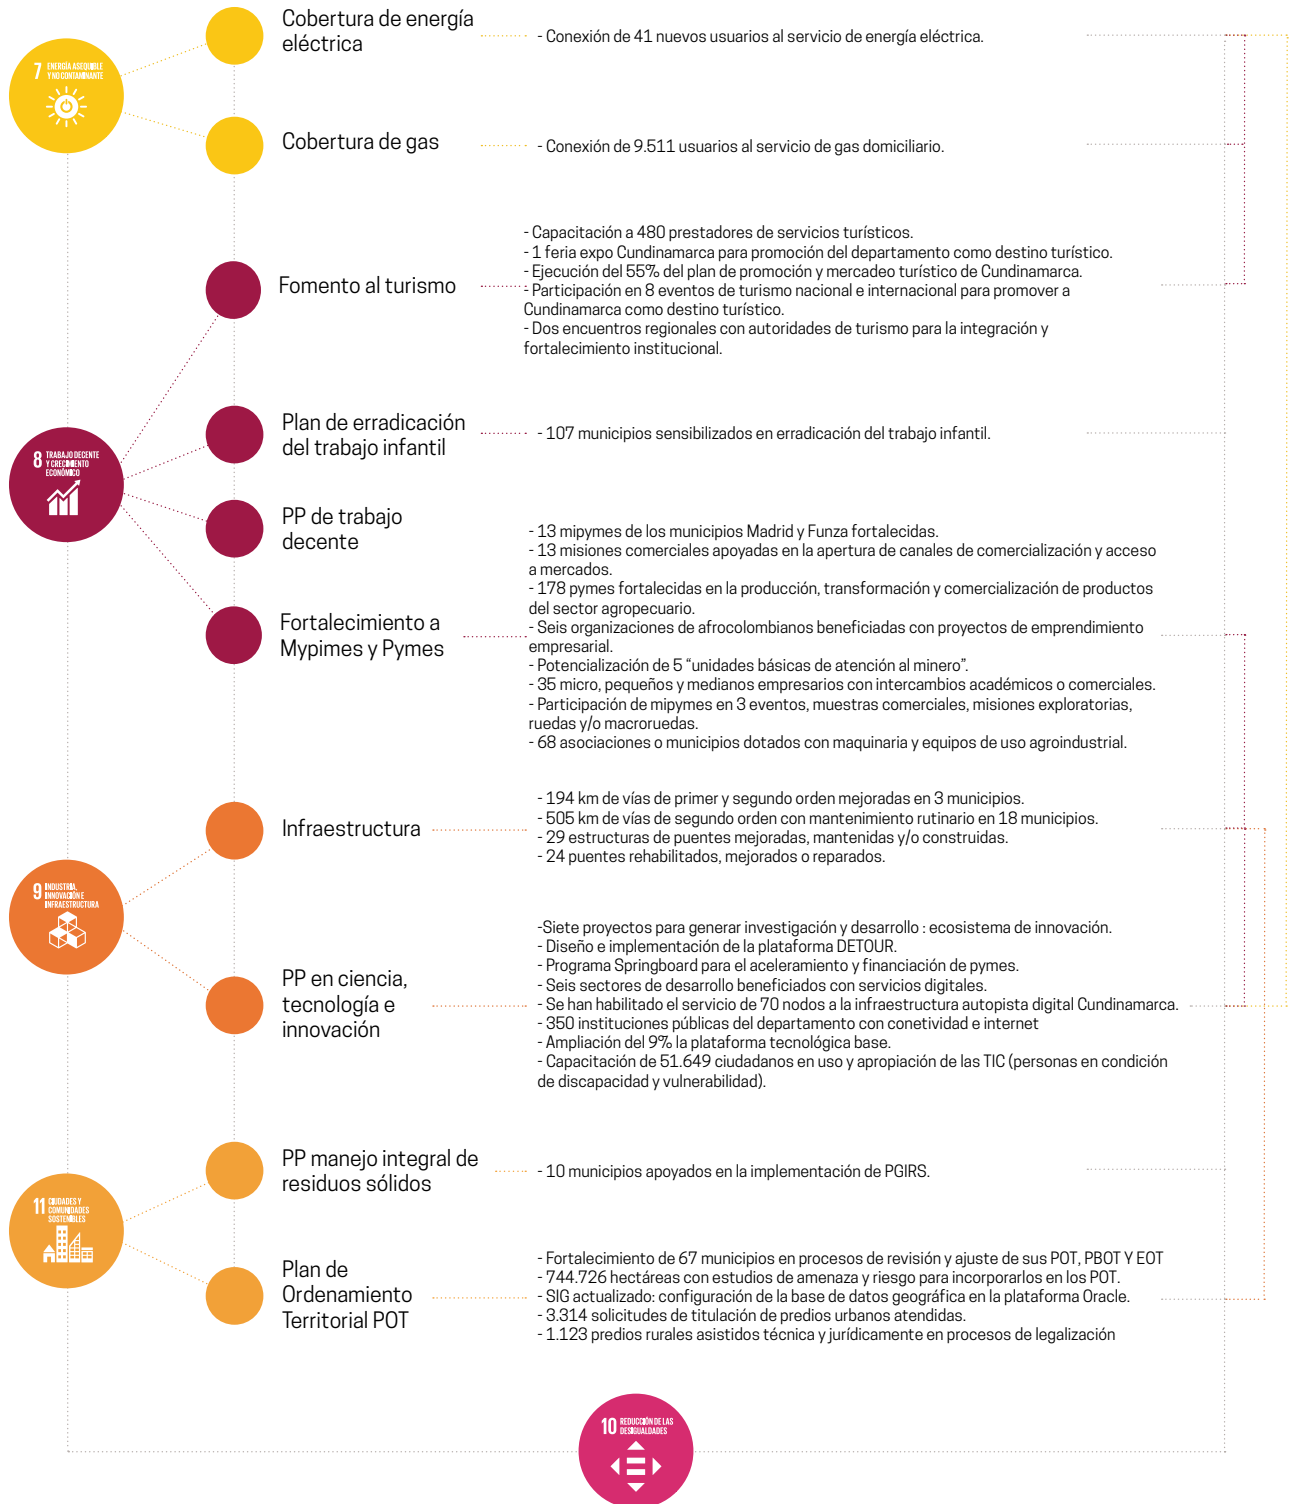 7 ENERGÍA ASEQUIBLE
Y NO CONTAMINANTE
Cobertura de energía
eléctrica
- Conexión de 41 nuevos usuarios al servicio de energía eléctrica.
Cobertura de gas
- Conexión de 9.511 usuarios al servicio de gas domiciliario.
8 TRABAJO DECENTE
Y CRECIMIENTO
ECONÓMICO
Fomento al turismo
- Capacitación a 480 prestadores de servicios turísticos.
- 1 feria expo Cundinamarca para promoción del departamento como destino turístico.
- Ejecución del 55% del plan de promoción y mercadeo turístico de Cundinamarca.
- Participación en 8 eventos de turismo nacional e internacional para promover a
Cundinamarca como destino turístico.
- Dos encuentros regionales con autoridades de turismo para la integración y
fortalecimiento institucional.
Plan de erradicación
del trabajo infantil
- 107 municipios sensibilizados en erradicación del trabajo infantil.
PP de trabajo
decente
Fortalecimiento a
Mypimes y Pymes
- 13 mipymes de los municipios Madrid y Funza fortalecidas.
- 13 misiones comerciales apoyadas en la apertura de canales de comercialización y acceso
a mercados.
- 178 pymes fortalecidas en la producción, transformación y comercialización de productos
del sector agropecuario.
- Seis organizaciones de afrocolombianos beneficiadas con proyectos de emprendimiento
empresarial.
- Potencialización de 5 “unidades básicas de atención al minero”.
- 35 micro, pequeños y medianos empresarios con intercambios académicos o comerciales.
- Participación de mipymes en 3 eventos, muestras comerciales, misiones exploratorias,
ruedas y/o macroruedas.
- 68 asociaciones o municipios dotados con maquinaria y equipos de uso agroindustrial.
9 INDUSTRIA,
INNOVACIÓN E
INFRAESTRUCTURA
Infraestructura
- 194 km de vías de primer y segundo orden mejoradas en 3 municipios.
- 505 km de vías de segundo orden con mantenimiento rutinario en 18 municipios.
- 29 estructuras de puentes mejoradas, mantenidas y/o construidas.
- 24 puentes rehabilitados, mejorados o reparados.
PP en ciencia,
tecnología e
innovación
-Siete proyectos para generar investigación y desarrollo : ecosistema de innovación.
- Diseño e implementación de la plataforma DETOUR.
- Programa Springboard para el aceleramiento y financiación de pymes.
- Seis sectores de desarrollo beneficiados con servicios digitales.
- Se han habilitado el servicio de 70 nodos a la infraestructura autopista digital Cundinamarca.
- 350 instituciones públicas del departamento con conetividad e internet
- Ampliación del 9% la plataforma tecnológica base.
- Capacitación de 51.649 ciudadanos en uso y apropiación de las TIC (personas en condición
de discapacidad y vulnerabilidad).
11 CIUDADES Y
COMUNIDADES
SOSTENIBLES
PP manejo integral de
residuos sólidos
- 10 municipios apoyados en la implementación de PGIRS.
Plan de
Ordenamiento
Territorial POT
- Fortalecimiento de 67 municipios en procesos de revisión y ajuste de sus POT, PBOT Y EOT
- 744.726 hectáreas con estudios de amenaza y riesgo para incorporarlos en los POT.
- SIG actualizado: configuración de la base de datos geográfica en la plataforma Oracle.
- 3.314 solicitudes de titulación de predios urbanos atendidas.
- 1.123 predios rurales asistidos técnica y jurídicamente en procesos de legalización
10 REDUCCIÓN DE LAS
DESIGUALDADES